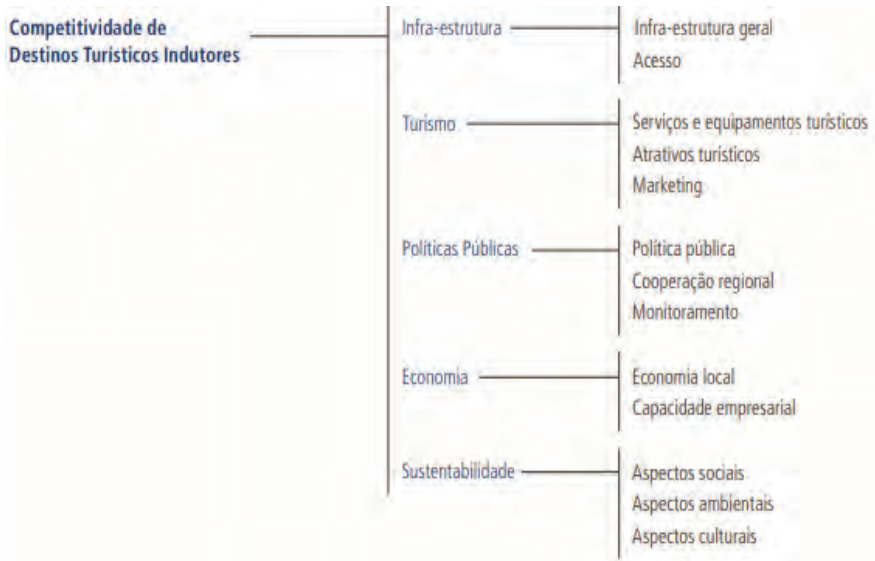 Competitividade de
Destinos Turísticos Indutores
Infra-estrutura
Infra-estrutura geral
Acesso
Turismo
Serviços e equipamentos turísticos
Atrativos turísticos
Marketing
Políticas Públicas
Política pública
Cooperação regional
Monitoramento
Economia
Economia local
Capacidade empresarial
Sustentabilidade
Aspectos sociais
Aspectos ambientais
Aspectos culturais